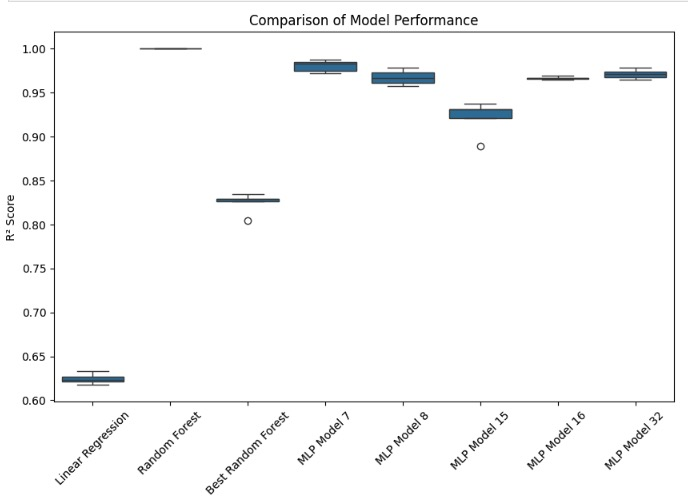 Comparison of Model Performance
R² Score
1.00
0.95
0.90
0.85
0.80
0.75
0.70
0.65
0.60
Linear Regression
Random Forest
Best Random Forest
MLP Model 7
MLP Model 8
MLP Model 15
MLP Model 16
MLP Model 32